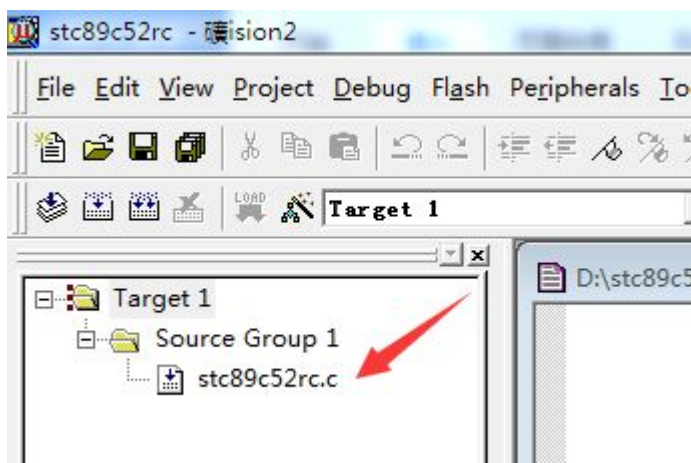 stc89c52rc - 礦ision2
File Edit View Project Debug Flash Peripherals To
LOAD
Target 1
D:\stc89c5
Target 1
Source Group 1
stc89c52rc.c